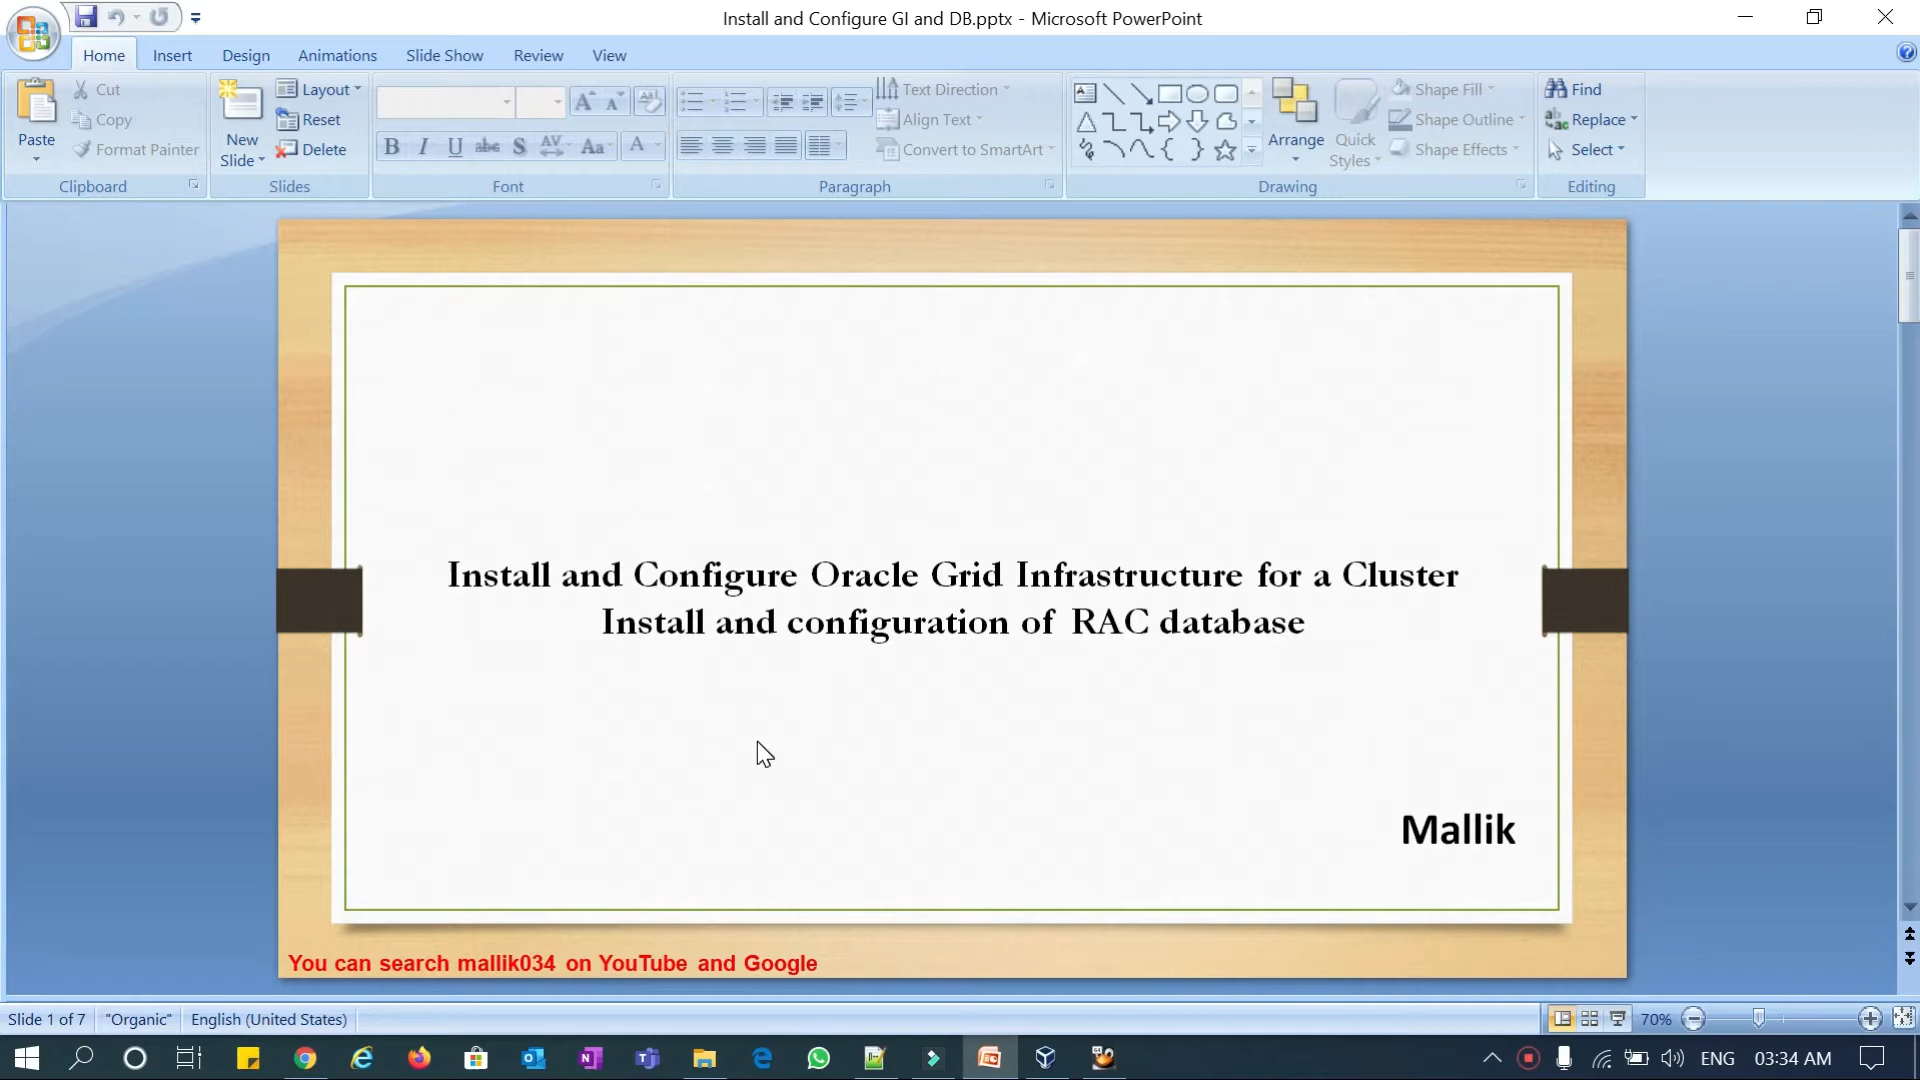 Install and Configure GI and DB.pptx - Microsoft PowerPoint
Home Insert Design Animations Slide Show Review View
Paste
Cut
Copy
Format Painter
Clipboard
New Slide
Layout
Reset
Delete
Slides
B I U abc S AV Aa A
Font
Text Direction
Align Text
Convert to SmartArt
Paragraph
Arrange
Quick Styles
Shape Fill
Shape Outline
Shape Effects
Drawing
Find
Replace
Select
Editing
Install and Configure Oracle Grid Infrastructure for a Cluster
Install and configuration of RAC database
Mallik
You can search mallik034 on YouTube and Google
Slide 1 of 7 "Organic" English (United States) 70%
ENG 03:34 AM